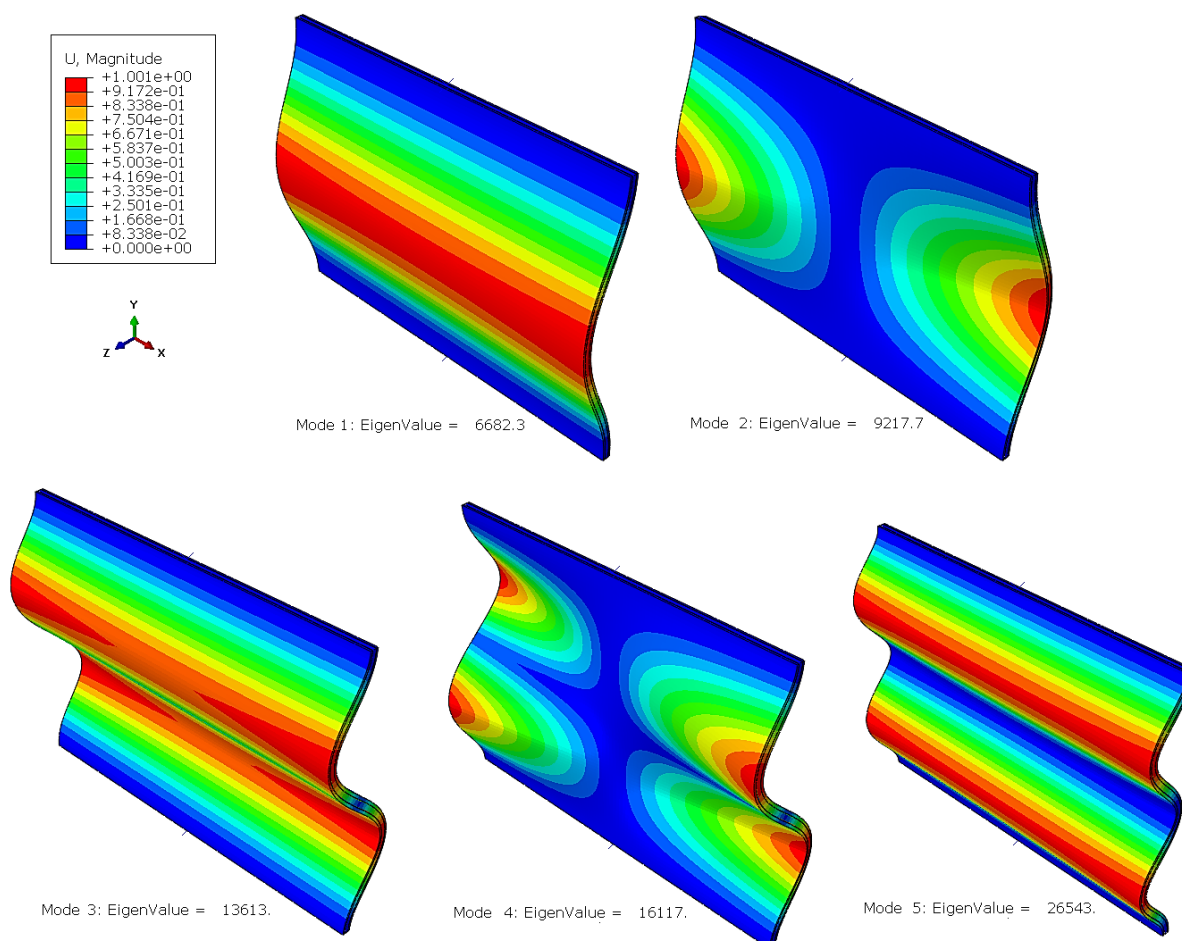 U, Magnitude
+1.001e+00
+9.172e-01
+8.338e-01
+7.504e-01
+6.671e-01
+5.837e-01
+5.003e-01
+4.169e-01
+3.335e-01
+2.501e-01
+1.668e-01
+8.338e-02
+0.000e+00
Y
Z
X
Mode 1: EigenValue = 6682.3
Mode 2: EigenValue = 9217.7
Mode 3: EigenValue = 13613.
Mode 4: EigenValue = 16117.
Mode 5: EigenValue = 26543.